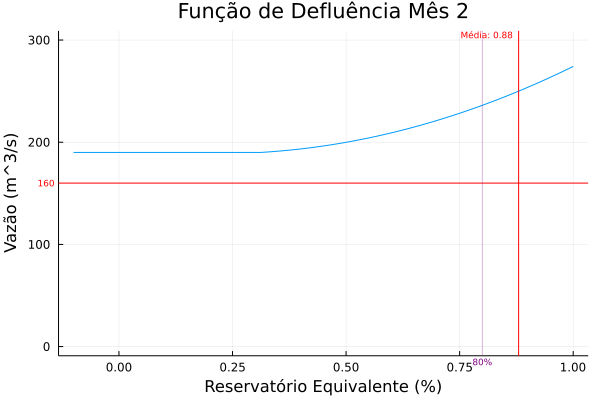 Função de Defluência Mês 2
Média: 0.88
300
200
160
100
0
Vazão (m^3/s)
0.00
0.25
0.50
0.75
80%
1.00
Reservatório Equivalente (%)